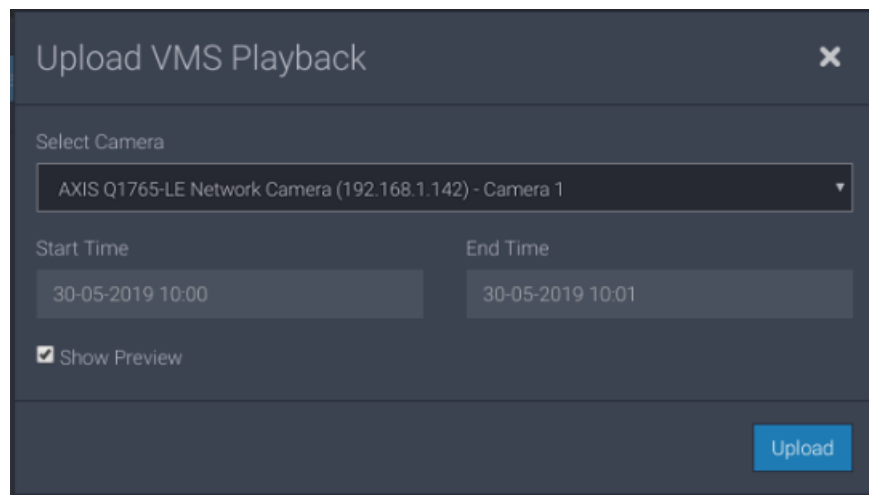 Upload VMS Playback
Select Camera
AXIS Q1765-LE Network Camera (192.168.1.142) - Camera 1
Start Time
End Time
30-05-2019 10:00
30-05-2019 10:01
Show Preview
Upload